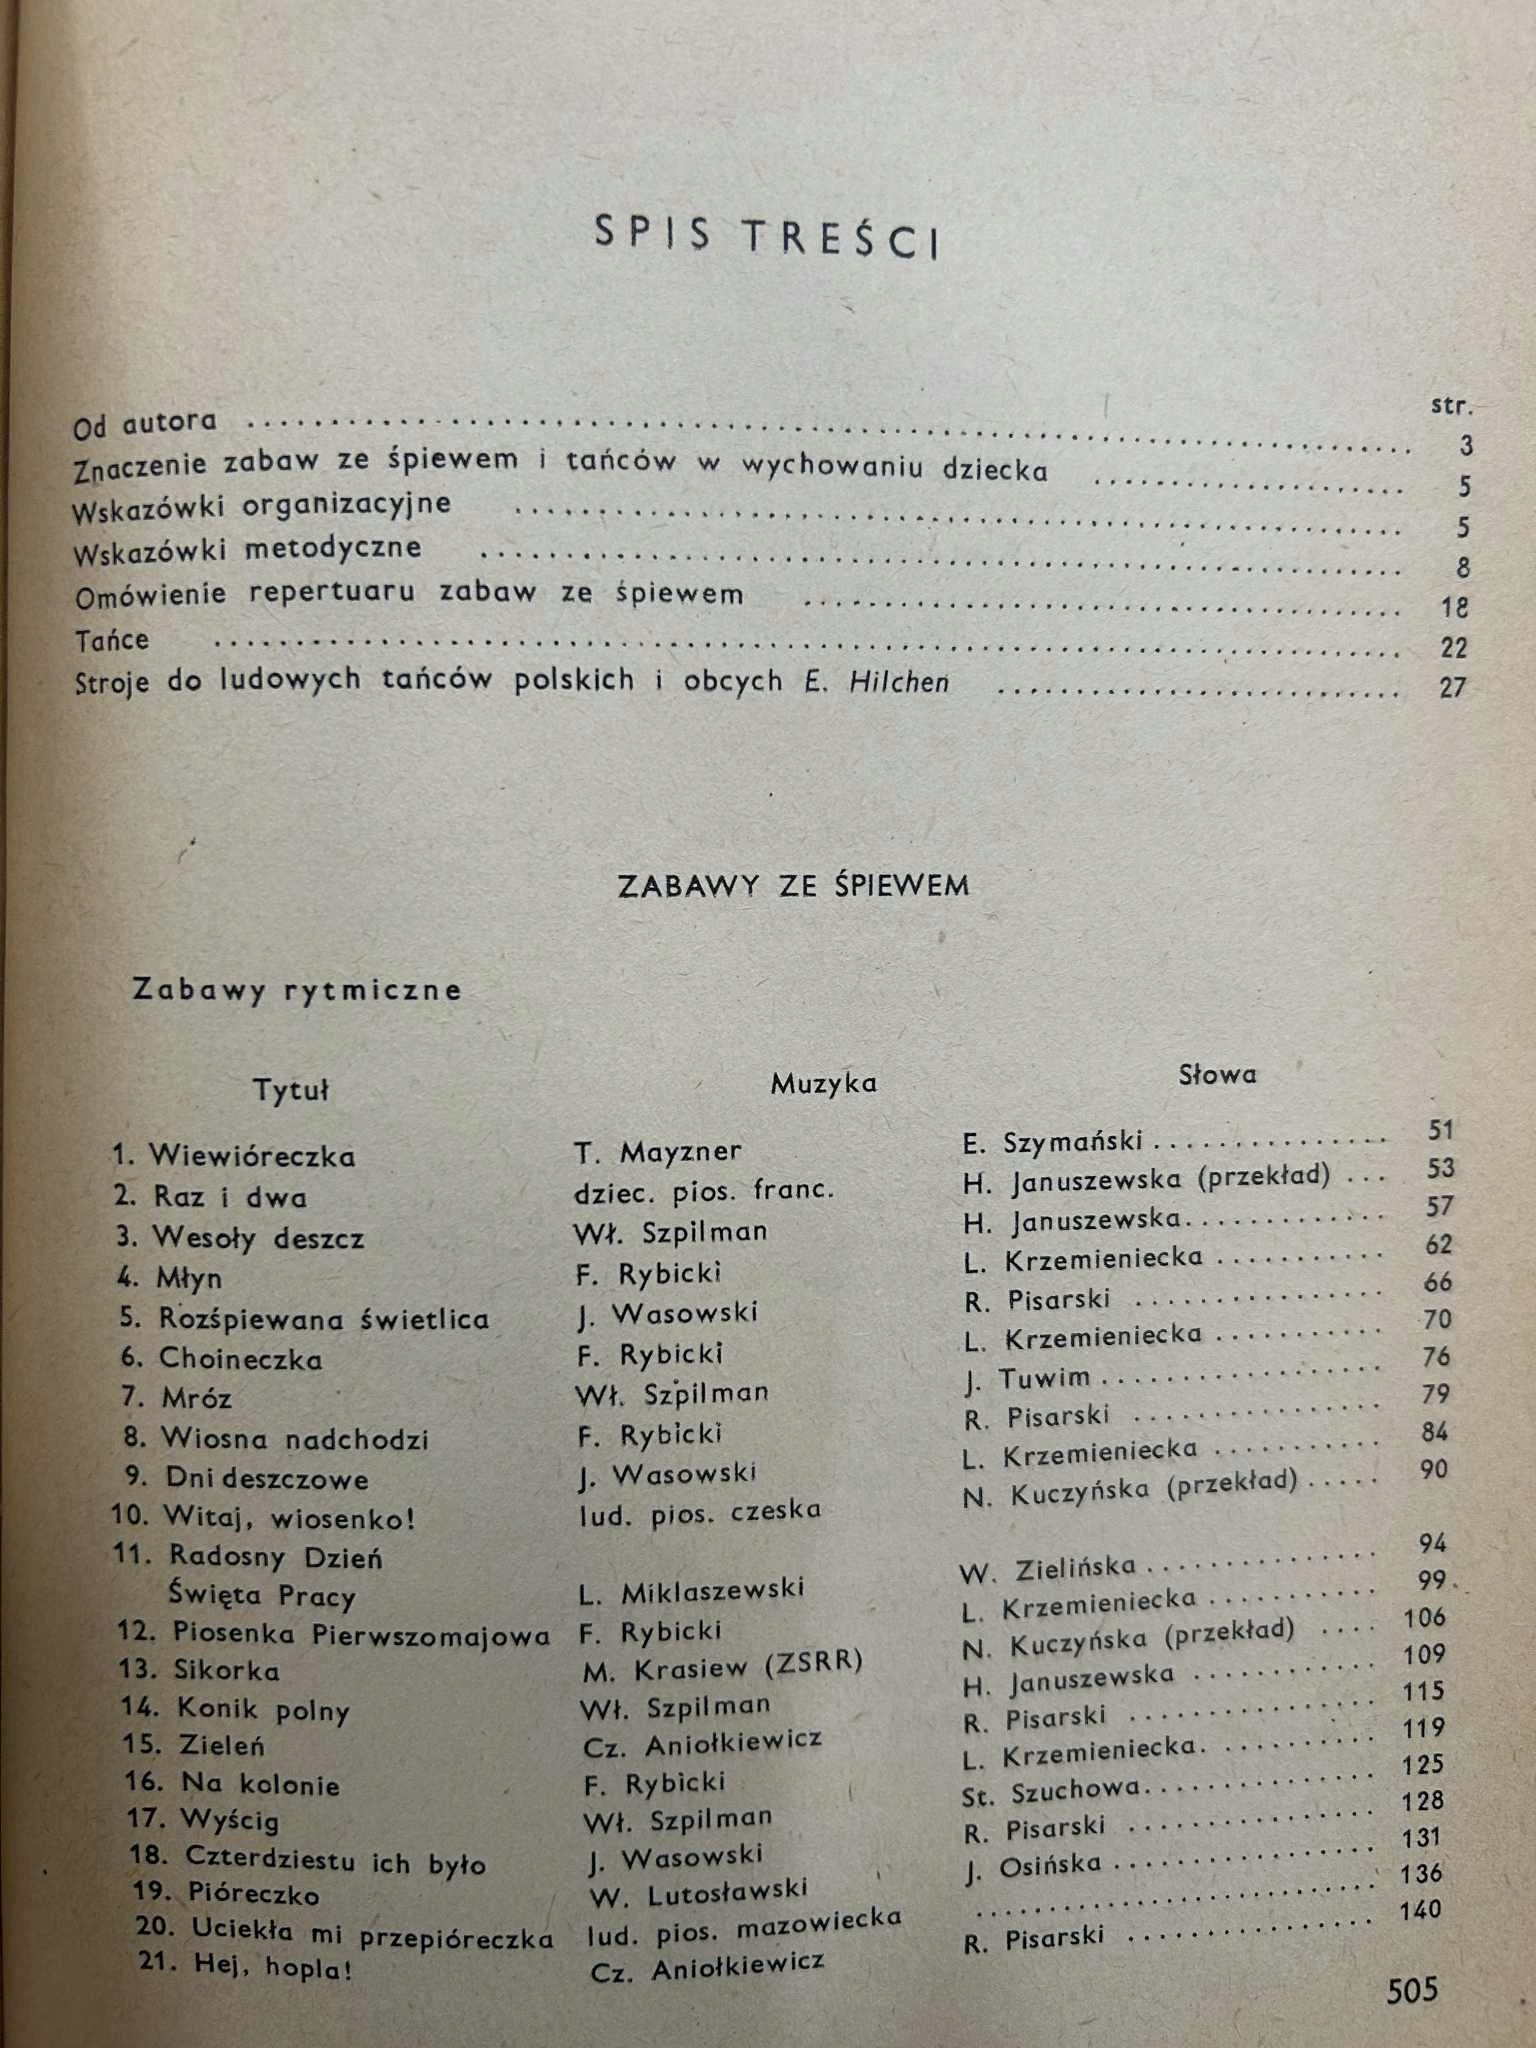 SPIS TREŚCI
str.
Od autora ........ 3
Znaczenie zabaw ze śpiewem i tańców w wychowaniu dziecka ........ 5
Wskazówki organizacyjne ........ 5
Wskazówki metodyczne ........ 8
Omówienie repertuaru zabaw ze śpiewem ........ 18
Tańce ........ 22
Stroje do ludowych tańców polskich i obcych E. Hilchen ........ 27
ZABAWY ZE ŚPIEWEM
Zabawy rytmiczne
Tytuł Muzyka Słowa
1. Wiewióreczka T. Mayzner E. Szymański ........ 51
2. Raz i dwa dziec. pios. franc. H. Januszewska (przekład) ... 53
3. Wesoły deszcz Wł. Szpilman H. Januszewska ........ 57
4. Młyn F. Rybicki L. Krzemieniecka ........ 62
5. Rozśpiewana świetlica J. Wasowski R. Pisarski ........ 66
6. Choineczka F. Rybicki L. Krzemieniecka ........ 70
7. Mróz Wł. Szpilman J. Tuwim ........ 76
8. Wiosna nadchodzi F. Rybicki R. Pisarski ........ 79
9. Dni deszczowe J. Wasowski L. Krzemieniecka ........ 84
10. Witaj, wiosenko! lud. pios. czeska N. Kuczyńska (przekład) ..... 90
11. Radosny Dzień
Święta Pracy L. Miklaszewski W. Zielińska ........ 94
12. Piosenka Pierwszomajowa F. Rybicki L. Krzemieniecka ........ 99
13. Sikorka M. Krasiew (ZSRR) N. Kuczyńska (przekład) .... 106
14. Konik polny Wł. Szpilman H. Januszewska ........ 109
15. Zieleń Cz. Aniołkiewicz R. Pisarski ........ 115
16. Na kolonie F. Rybicki L. Krzemieniecka ........ 119
17. Wyścig Wł. Szpilman St. Szuchowa ........ 125
18. Czterdziestu ich było J. Wasowski R. Pisarski ........ 128
19. Pióreczko W. Lutosławski J. Osińska ........ 131
20. Uciekła mi przepióreczka lud. pios. mazowiecka ........ 136
21. Hej, hopla! Cz. Aniołkiewicz R. Pisarski ........ 140
505